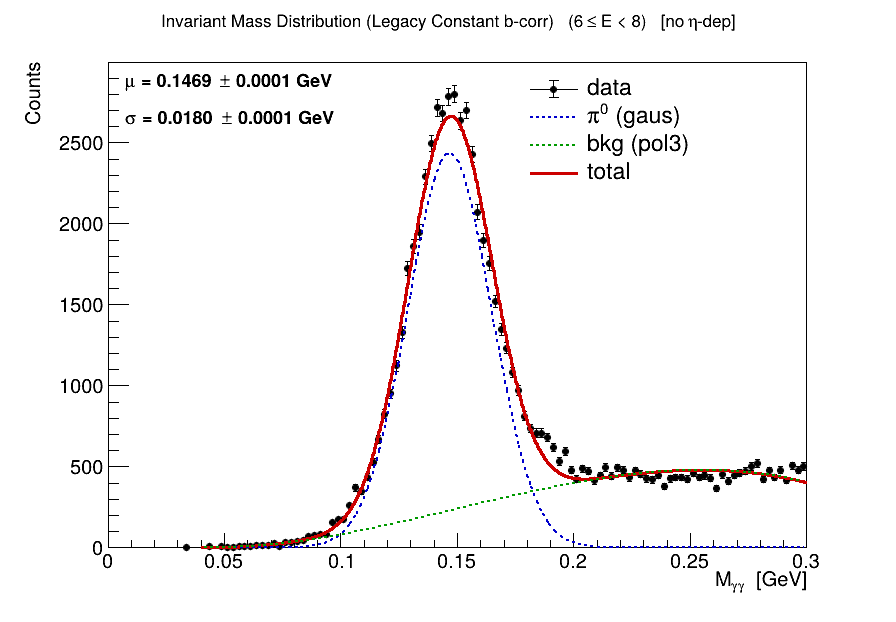 Invariant Mass Distribution (Legacy Constant b-corr)   (6 ≤ E < 8)   [no η-dep]
μ = 0.1469 ± 0.0001 GeV
σ = 0.0180 ± 0.0001 GeV
data
π⁰ (gaus)
bkg (pol3)
total
Counts
2500
2000
1500
1000
500
0
0 0.05 0.1 0.15 0.2 0.25 0.3
M_γγ [GeV]